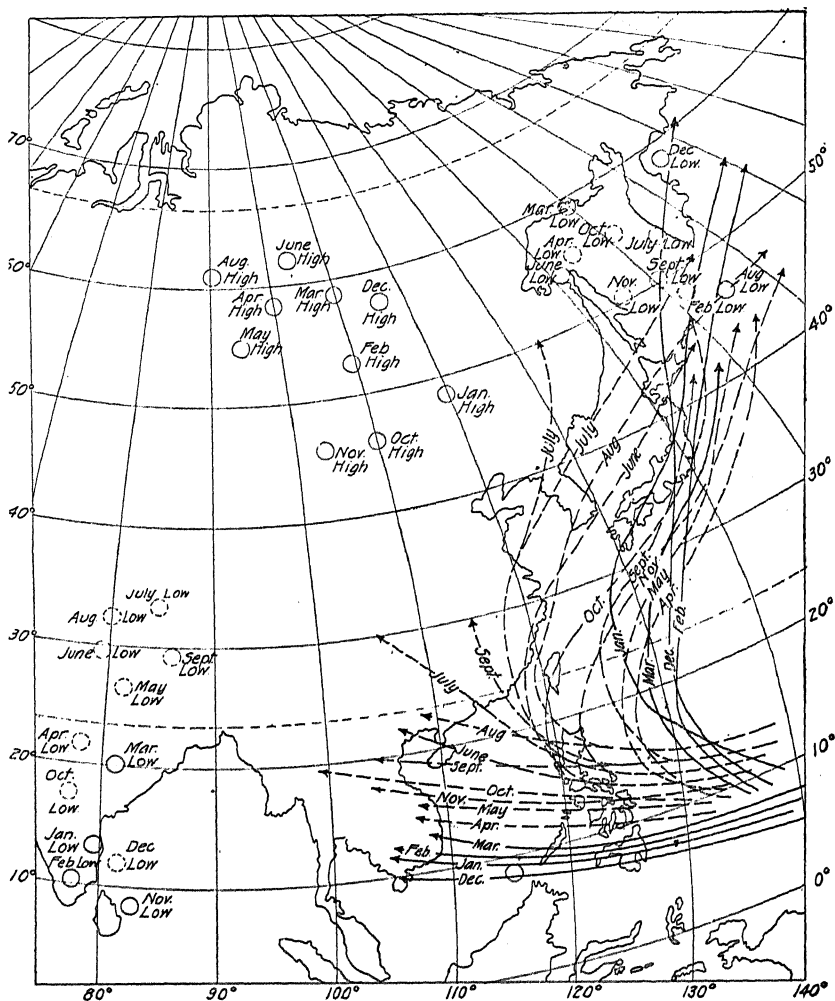 70°
60°
50°
40°
30°
20°
10°
80°
90°
100°
110°
120°
130°
140°
50°
40°
30°
20°
10°
0°
Dec
Low.
Mar.
Low
Oct.
Low
July Low
Apr.
Low
June
Low
Sept.
Low
Nov.
Low
Aug
Low
Feb Low
Aug.
High
June
High
Apr
High
Mar.
High
Dec.
High
May
High
Feb
High
Jan.
High
Nov.
High
Oct.
High
July Low
Aug. Low
June Low
Sept.
Low
May
Low
Apr.
Low
Mar.
Low
Oct.
Low
Jan.
Low
Feb Low
Dec
Low
Nov.
Low
July
July
Aug
June
Sept.
Nov
May
Apr
Oct.
Jan.
Mar.
Dec.
Feb.
Sept.
July
Aug
June
Sept.
Oct.
Nov.
May
Apr.
Mar.
Feb.
Jan.
Dec.